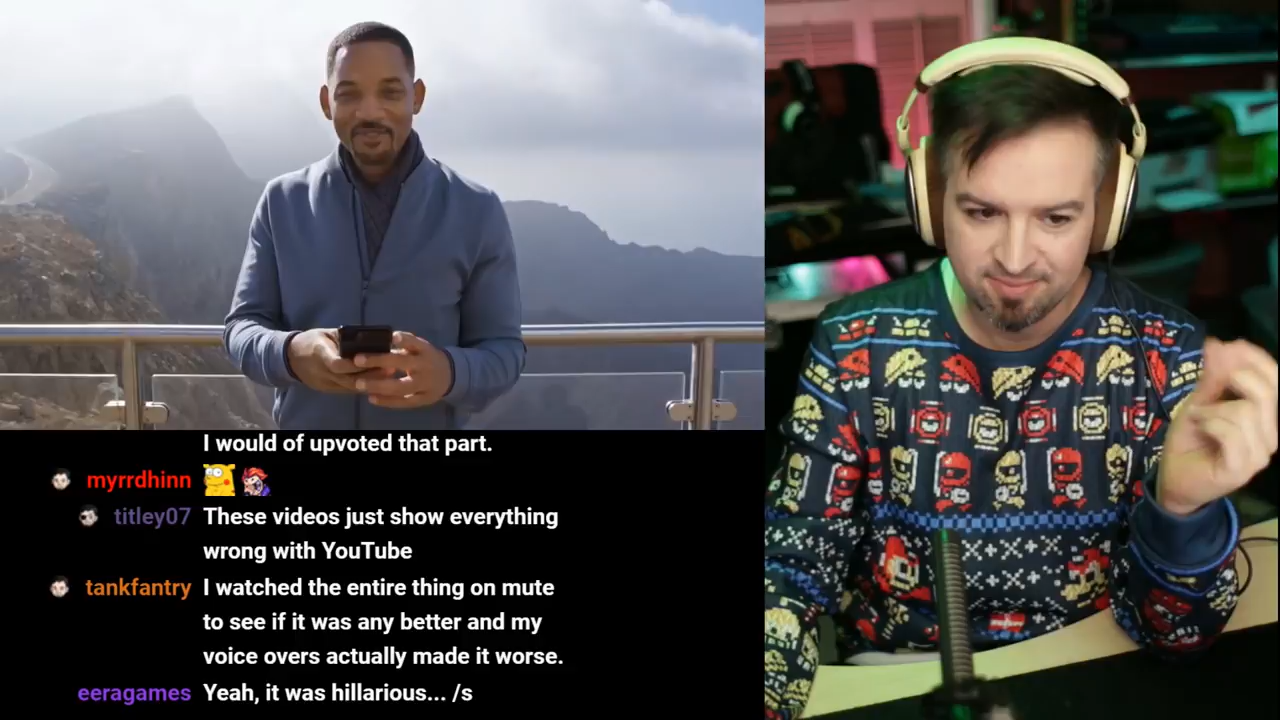 I would of upvoted that part.
myrrdhinn
titley07 These videos just show everything
wrong with YouTube
tankfantry I watched the entire thing on mute
to see if it was any better and my
voice overs actually made it worse.
eeragames Yeah, it was hillarious... /s